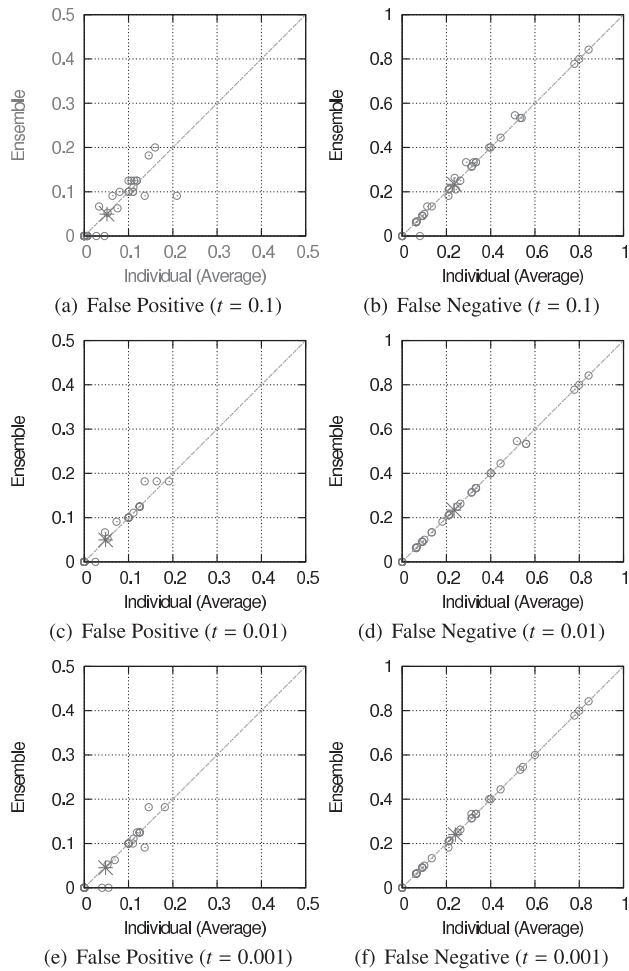 0.5
0.4
0.3
0.2
0.1
0
0 0.1 0.2 0.3 0.4 0.5
Ensemble
Individual (Average)
(a) False Positive (t = 0.1)
1
0.8
0.6
0.4
0.2
0
0 0.2 0.4 0.6 0.8 1
Ensemble
Individual (Average)
(b) False Negative (t = 0.1)
0.5
0.4
0.3
0.2
0.1
0
0 0.1 0.2 0.3 0.4 0.5
Ensemble
Individual (Average)
(c) False Positive (t = 0.01)
1
0.8
0.6
0.4
0.2
0
0 0.2 0.4 0.6 0.8 1
Ensemble
Individual (Average)
(d) False Negative (t = 0.01)
0.5
0.4
0.3
0.2
0.1
0
0 0.1 0.2 0.3 0.4 0.5
Ensemble
Individual (Average)
(e) False Positive (t = 0.001)
1
0.8
0.6
0.4
0.2
0
0 0.2 0.4 0.6 0.8 1
Ensemble
Individual (Average)
(f) False Negative (t = 0.001)